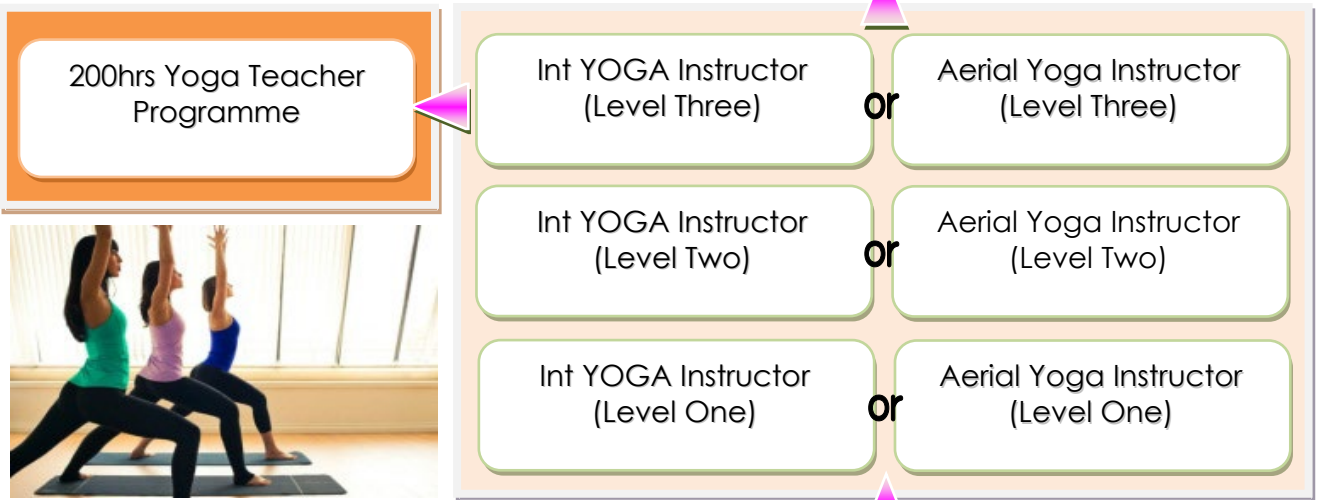 200hrs Yoga Teacher
Programme
Int YOGA Instructor
(Level Three)
or
Aerial Yoga Instructor
(Level Three)
Int YOGA Instructor
(Level Two)
or
Aerial Yoga Instructor
(Level Two)
Int YOGA Instructor
(Level One)
or
Aerial Yoga Instructor
(Level One)